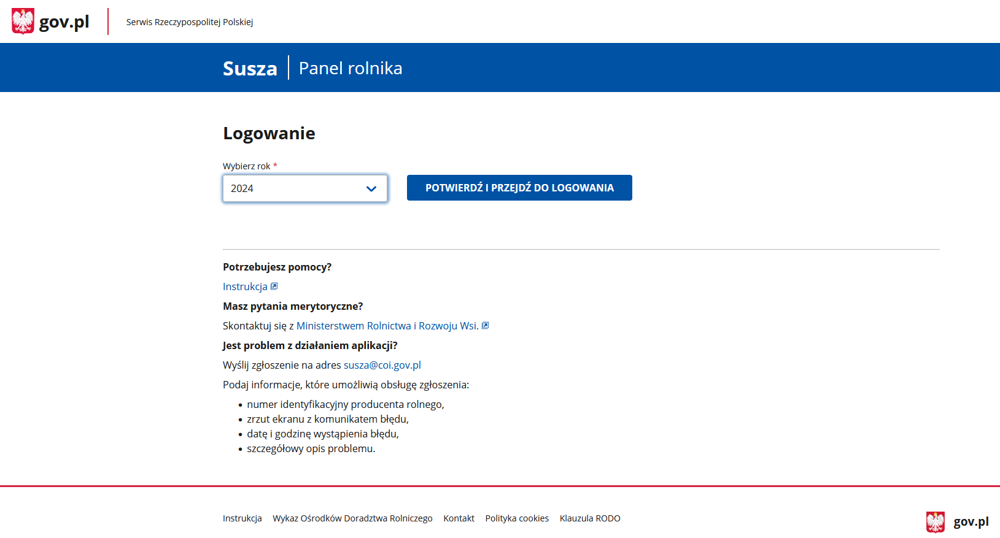 gov.pl
Serwis Rzeczypospolitej Polskiej
Susza
Panel rolnika
Logowanie
Wybierz rok *
2024
POTWIERDŹ I PRZEJDŹ DO LOGOWANIA
Potrzebujesz pomocy?
Instrukcja
Masz pytania merytoryczne?
Skontaktuj się z Ministerstwem Rolnictwa i Rozwoju Wsi.
Jest problem z działaniem aplikacji?
Wyślij zgłoszenie na adres susza@coi.gov.pl
Podaj informacje, które umożliwią obsługę zgłoszenia:
• numer identyfikacyjny producenta rolnego,
• zrzut ekranu z komunikatem błędu,
• datę i godzinę wystąpienia błędu,
• szczegółowy opis problemu.
Instrukcja Wykaz Ośrodków Doradztwa Rolniczego Kontakt Polityka cookies Klauzula RODO
gov.pl